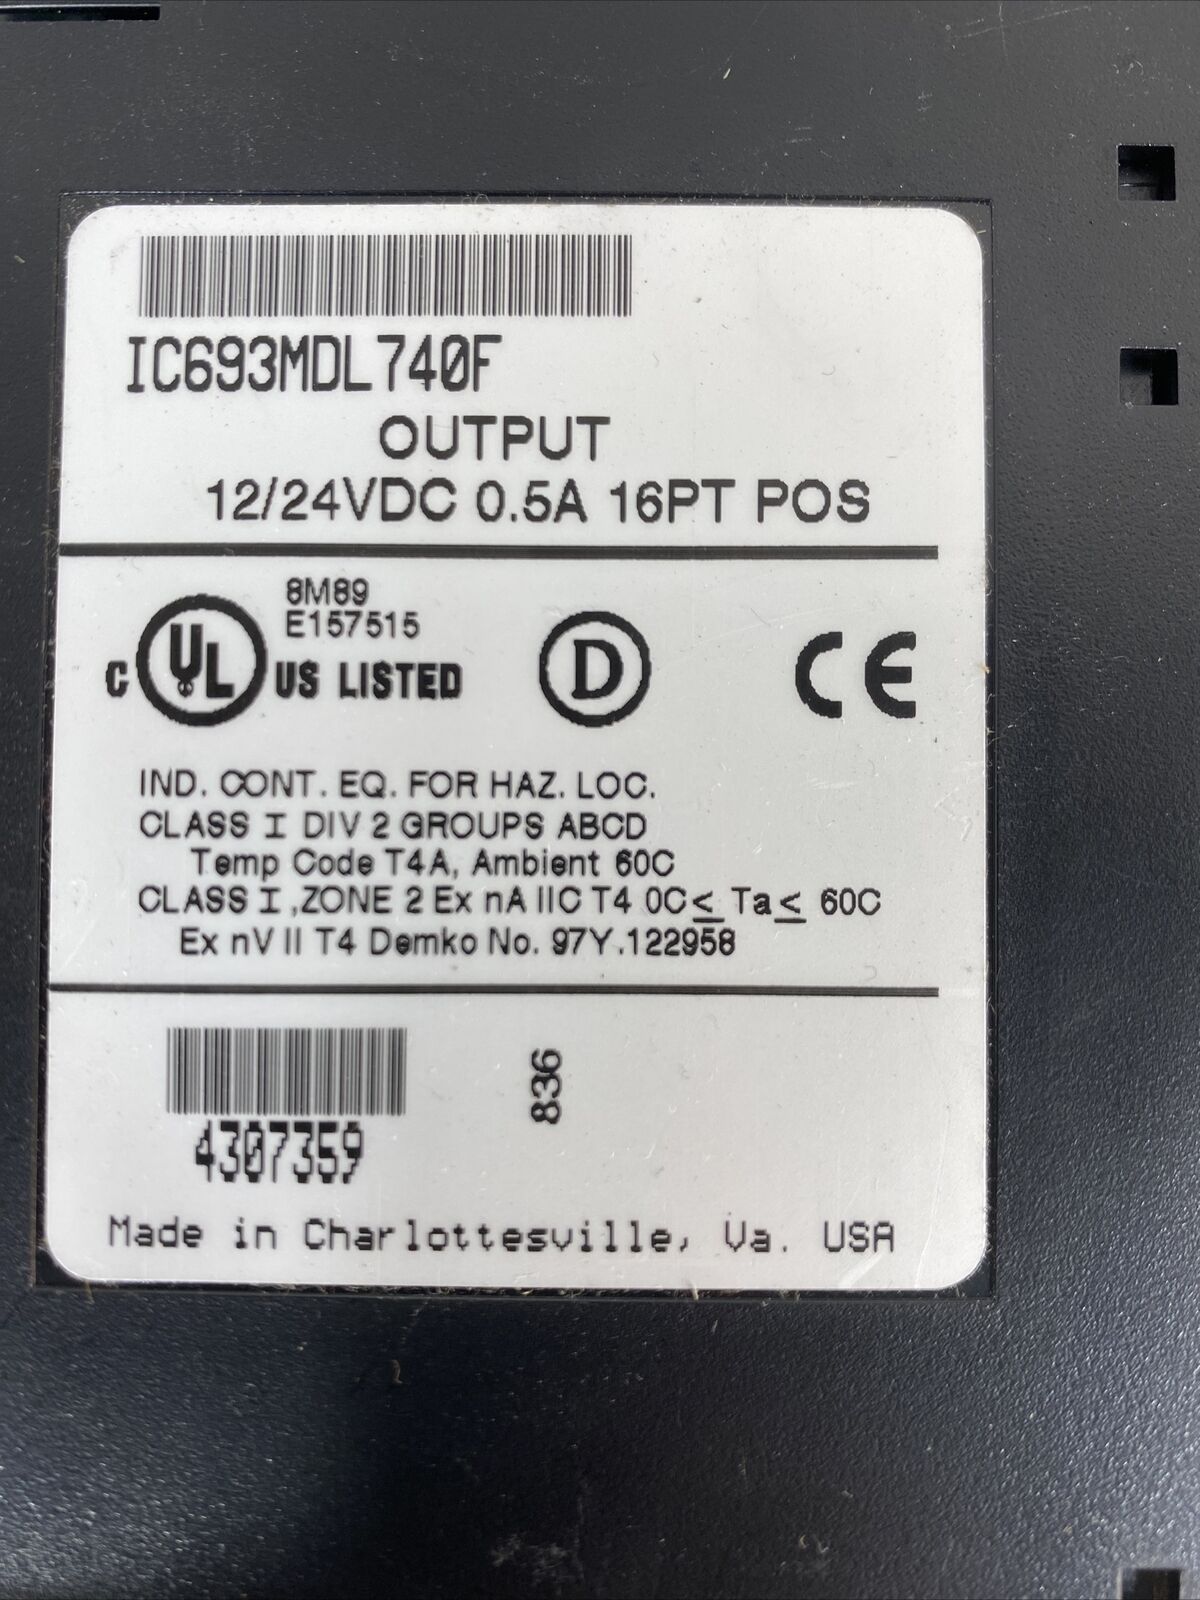 IC693MDL740F
OUTPUT
12/24VDC 0.5A 16PT POS
8M89
E157515
C UL US LISTED
D
CE
IND. CONT. EQ. FOR HAZ. LOC.
CLASS I DIV 2 GROUPS ABCD
Temp Code T4A, Ambient 60C
CLASS I ,ZONE 2 Ex nA IIC T4 0C≤ Ta≤ 60C
Ex nV II T4 Demko No. 97Y.122958
4307359
836
Made in Charlottesville, Va. USA